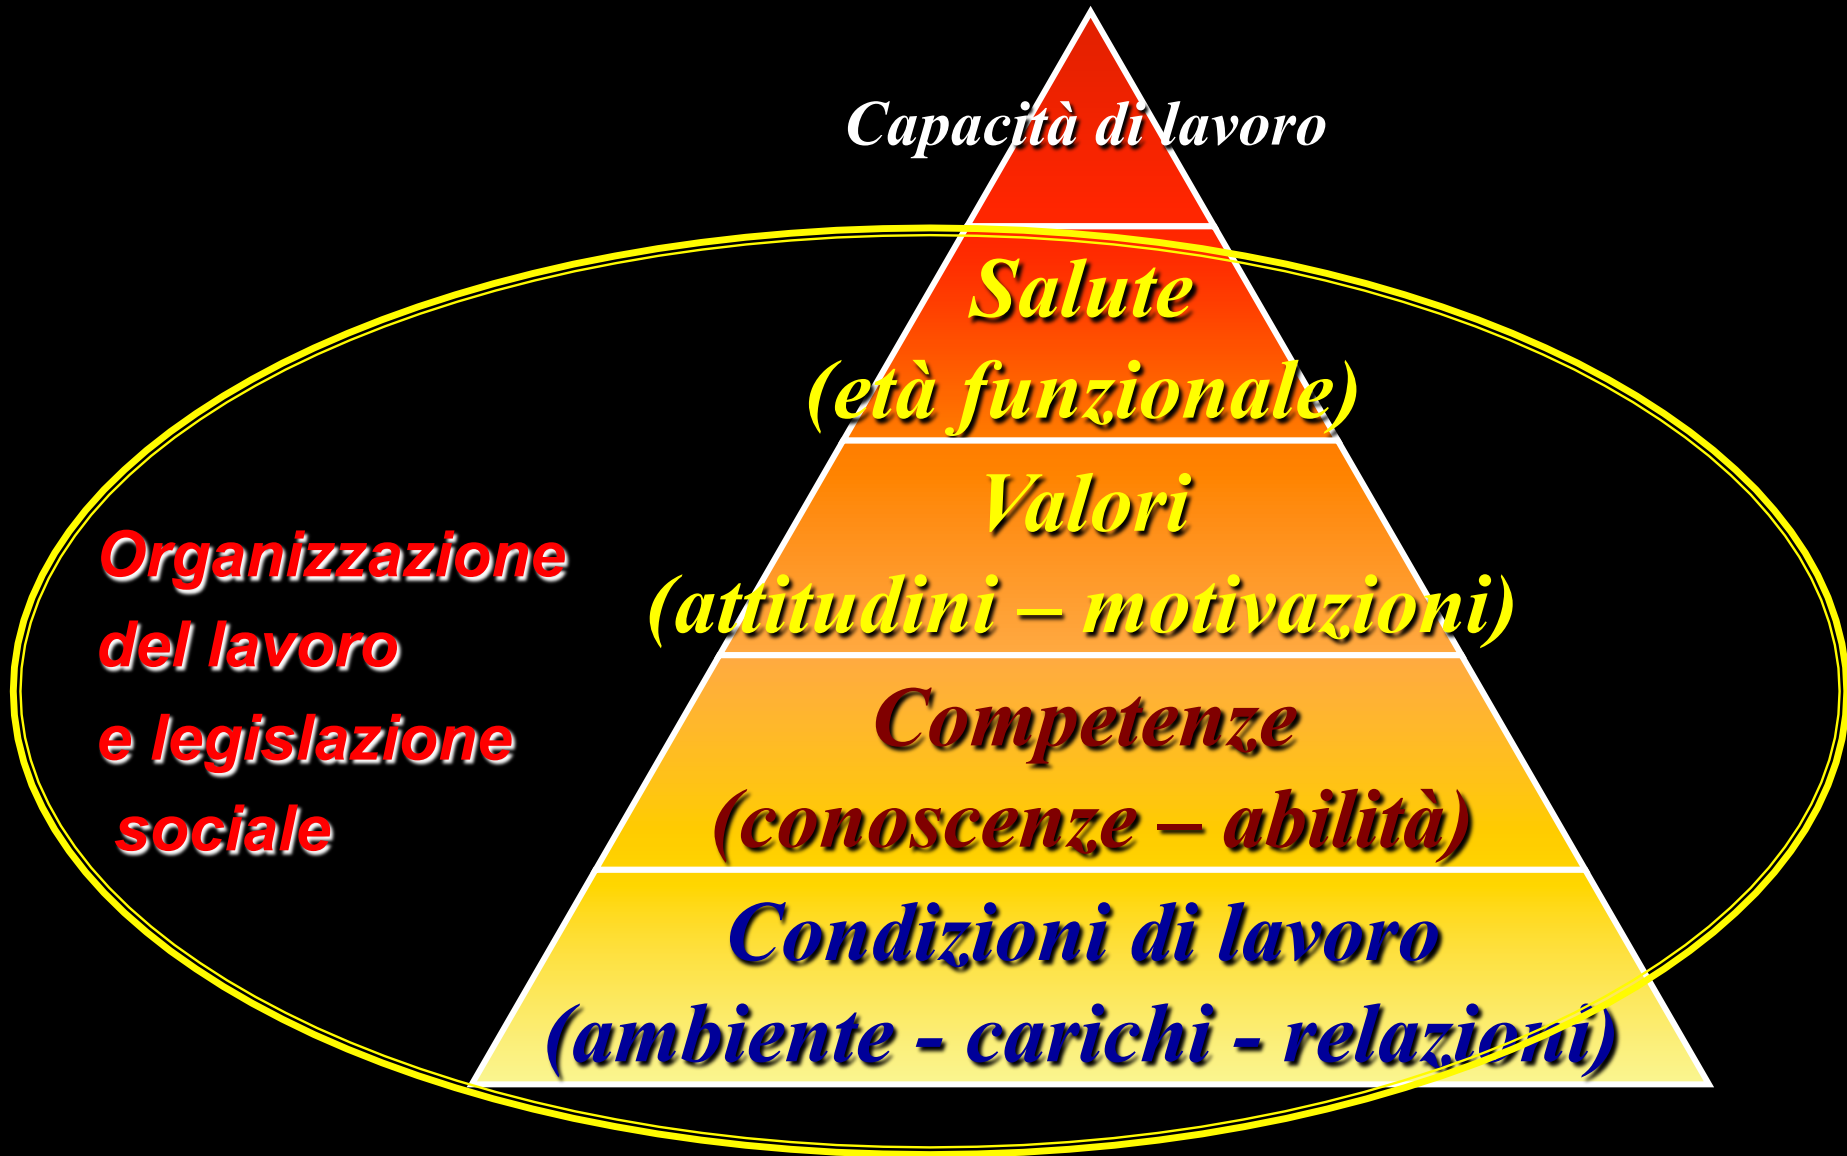 Capacità di lavoro
Salute
(età funzionale)
Valori
(attitudini – motivazioni)
Competenze
(conoscenze – abilità)
Condizioni di lavoro
(ambiente - carichi - relazioni)
Organizzazione
del lavoro
e legislazione
sociale